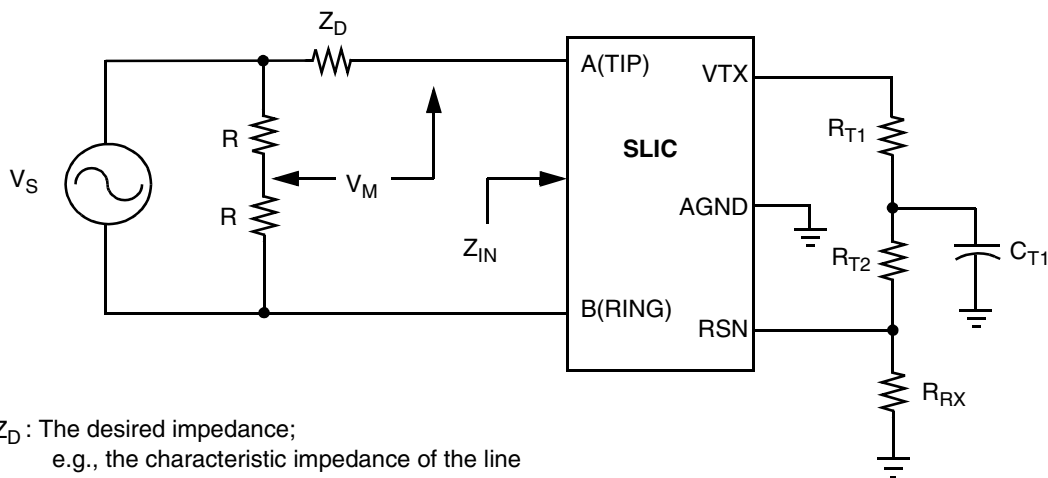 Z_D
A(TIP)
VTX
R
R_T1
SLIC
V_S
V_M
R
AGND
Z_IN
R_T2
C_T1
B(RING)
RSN
R_RX
Z_D : The desired impedance;
e.g., the characteristic impedance of the line